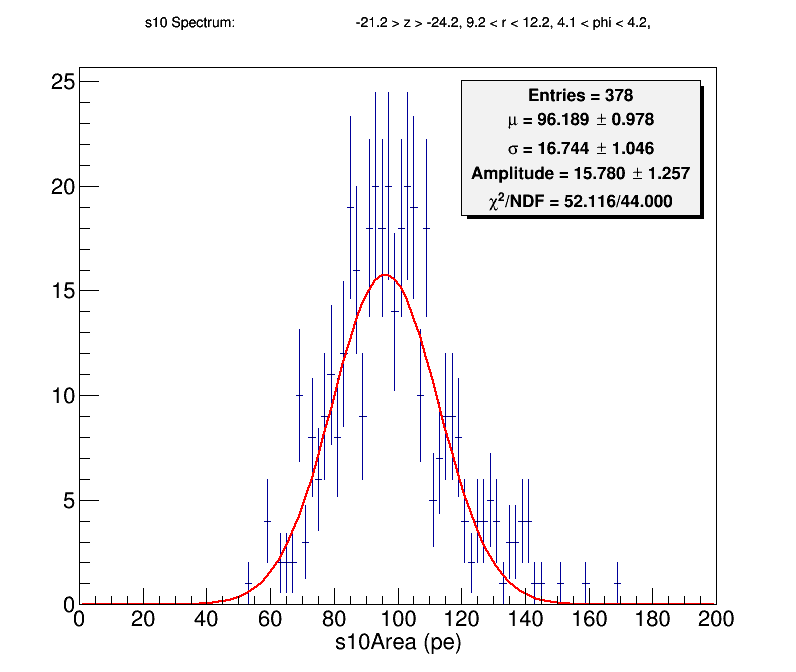 s10 Spectrum: -21.2 > z > -24.2, 9.2 < r < 12.2, 4.1 < phi < 4.2,
25
20
15
10
5
0
Entries = 378
μ = 96.189 ± 0.978
σ = 16.744 ± 1.046
Amplitude = 15.780 ± 1.257
χ²/NDF = 52.116/44.000
0 20 40 60 80 100 120 140 160 180 200
s10Area (pe)